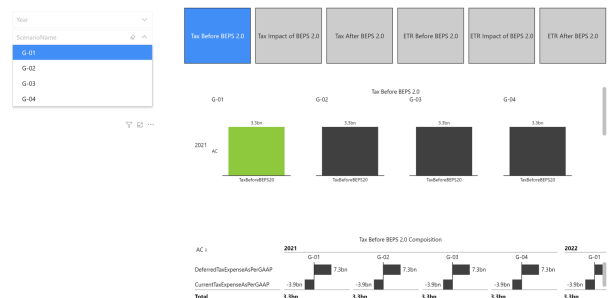 Year
ScenarioName
G-01
G-02
G-03
G-04
Tax Before BEPS 2.0
Tax Impact of BEPS 2.0
Tax After BEPS 2.0
ETR Before BEPS 2.0
ETR Impact of BEPS 2.0
ETR After BEPS 2.0
Tax Before BEPS 2.0
G-01 G-02 G-03 G-04
3.3bn 3.3bn 3.3bn 3.3bn
2021 AC
TaxBeforeBEPS20 TaxBeforeBEPS20 TaxBeforeBEPS20 TaxBeforeBEPS20
Tax Before BEPS 2.0 Compoisition
AC 2021 2022
G-01 G-02 G-03 G-04 G-01
DeferredTaxExpenseAsPerGAAP 7.3bn 7.3bn 7.3bn 7.3bn
CurrentTaxExpenseAsPerGAAP -3.9bn -3.9bn -3.9bn -3.9bn -3.9bn
Total 3.3bn 3.3bn 3.3bn 3.3bn 3.3bn